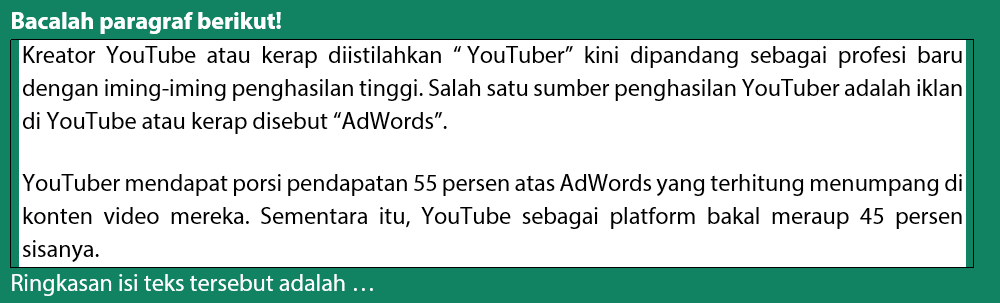 Bacalah paragraf berikut!
Kreator YouTube atau kerap diistilahkan “ YouTuber” kini dipandang sebagai profesi baru
dengan iming-iming penghasilan tinggi. Salah satu sumber penghasilan YouTuber adalah iklan
di YouTube atau kerap disebut “AdWords”.
YouTuber mendapat porsi pendapatan 55 persen atas AdWords yang terhitung menumpang di
konten video mereka. Sementara itu, YouTube sebagai platform bakal meraup 45 persen
sisanya.
Ringkasan isi teks tersebut adalah …